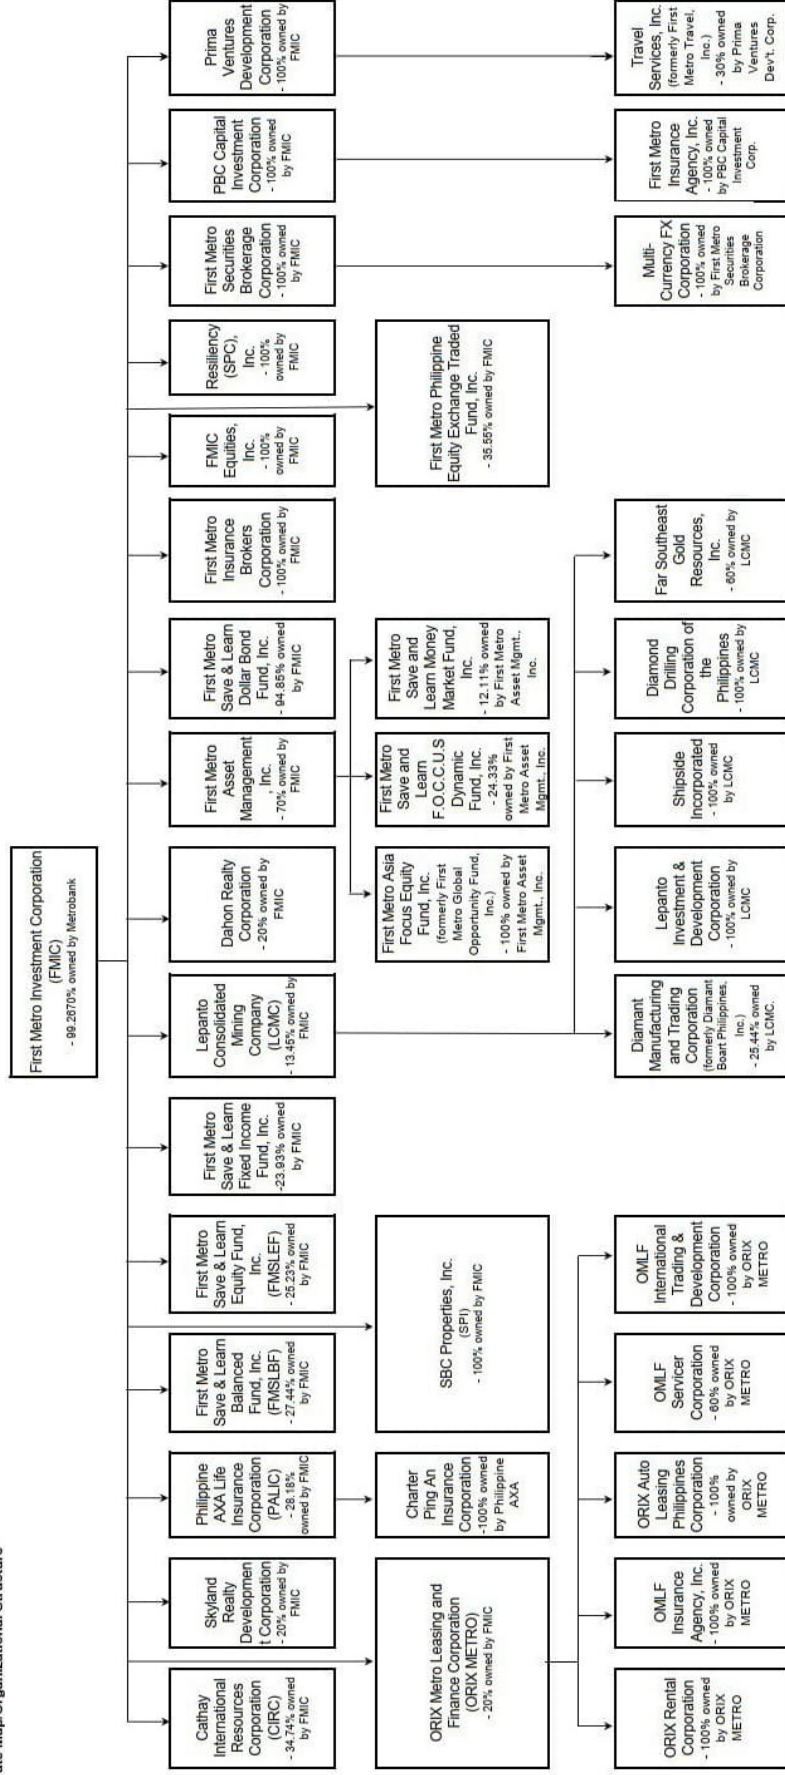 First Metro Investment Corporation
(FMIC)
- 99.2670% owned by Metrobank
Cathay
International
Resources
Corporation
(CIRC)
- 34.74% owned
by FMIC
Skyland
Realty
Developmen
t Corporation
- 20% owned by
FMIC
Philippine
AXA Life
Insurance
Corporation
(PALIC)
- 28.18%
owned by FMIC
First Metro
Save & Learn
Balanced
Fund, Inc.
(FMSLBF)
- 27.44% owned
by FMIC
First Metro
Save & Learn
Equity Fund,
Inc.
(FMSLEF)
- 25.23% owned
by FMIC
First Metro
Save & Learn
Fixed Income
Fund, Inc.
-23.93% owned
by FMIC
Lepanto
Consolidated
Mining
Company
(LCMC)
- 13.45% owned by
FMIC
Dahon Realty
Corporation
- 20% owned by
FMIC
First Metro
Asset
Management
, Inc.
- 70% owned by
FMIC
First Metro
Save & Learn
Dollar Bond
Fund, Inc.
- 94.85% owned
by FMIC
First Metro
Insurance
Brokers
Corporation
- 100% owned by
FMIC
FMIC
Equities,
Inc.
- 100%
owned by
FMIC
Resiliency
(SPC),
Inc.
- 100%
owned by
FMIC
First Metro
Securities
Brokerage
Corporation
- 100% owned
by FMIC
PBC Capital
Investment
Corporation
- 100% owned
by FMIC
Prima
Ventures
Development
Corporation
- 100% owned by
FMIC
ORIX Metro Leasing and
Finance Corporation
(ORIX METRO)
- 20% owned by FMIC
Charter
Ping An
Insurance
Corporation
-100% owned
by Philippine
AXA
SBC Properties, Inc.
(SPI)
- 100% owned by FMIC
First Metro Asia
Focus Equity
Fund, Inc.
(formerly First
Metro Global
Opportunity Fund,
Inc.)
- 100% owned by
First Metro Asset
Mgmt., Inc.
First Metro
Save and
Learn
F.O.C.C.U.S
Dynamic
Fund, Inc.
- 24.33%
owned by First
Metro Asset
Mgmt., Inc.
First Metro
Save and
Learn Money
Market Fund,
Inc.
- 12.11% owned
by First Metro
Asset Mgmt.,
Inc.
First Metro Philippine
Equity Exchange Traded
Fund, Inc.
- 35.55% owned by FMIC
ORIX Rental
Corporation
- 100% owned
by ORIX
METRO
OMLF
Insurance
Agency, Inc.
- 100% owned
by ORIX
METRO
ORIX Auto
Leasing
Philippines
Corporation
- 100%
owned by
ORIX
METRO
OMLF
Servicer
Corporation
- 60% owned
by ORIX
METRO
OMLF
International
Trading &
Development
Corporation
- 100% owned
by ORIX
METRO
Diamant
Manufacturing
and Trading
Corporation
(formerly Diamant
Boart Philippines,
Inc.)
- 25.44% owned
by LCMC.
Lepanto
Investment &
Development
Corporation
- 100% owned by
LCMC
Shipside
Incorporated
- 100% owned
by LCMC
Diamond
Drilling
Corporation of
the
Philippines
- 100% owned by
LCMC
Far Southeast
Gold
Resources,
Inc.
- 60% owned by
LCMC
Multi-
Currency FX
Corporation
- 100% owned
by First Metro
Securities
Brokerage
Corporation
First Metro
Insurance
Agency, Inc.
- 100% owned
by PBC Capital
Investment
Corp.
Travel
Services, Inc.
(formerly First
Metro Travel,
Inc.)
- 30% owned
by Prima
Ventures
Dev't. Corp.